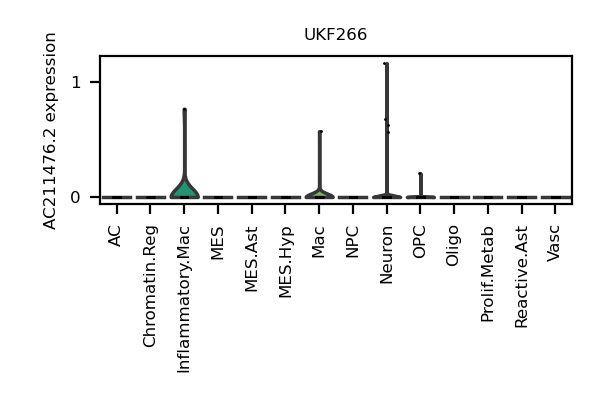 UKF266
AC211476.2 expression
1
0
AC
Chromatin.Reg
Inflammatory.Mac
MES
MES.Ast
MES.Hyp
Mac
NPC
Neuron
OPC
Oligo
Prolif.Metab
Reactive.Ast
Vasc